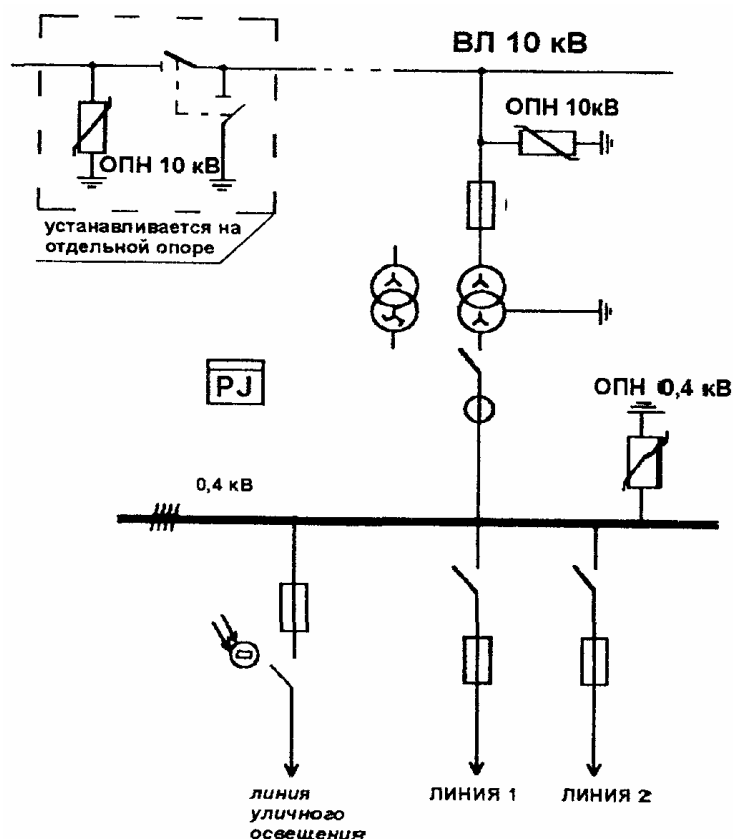 ВЛ 10 кВ
ОПН 10кВ
ОПН 10 кВ
устанавливается на
отдельной опоре
PJ
ОПН 0,4 кВ
0,4 кВ
ЛИНИЯ 1
ЛИНИЯ 2
линия
уличного
освещения